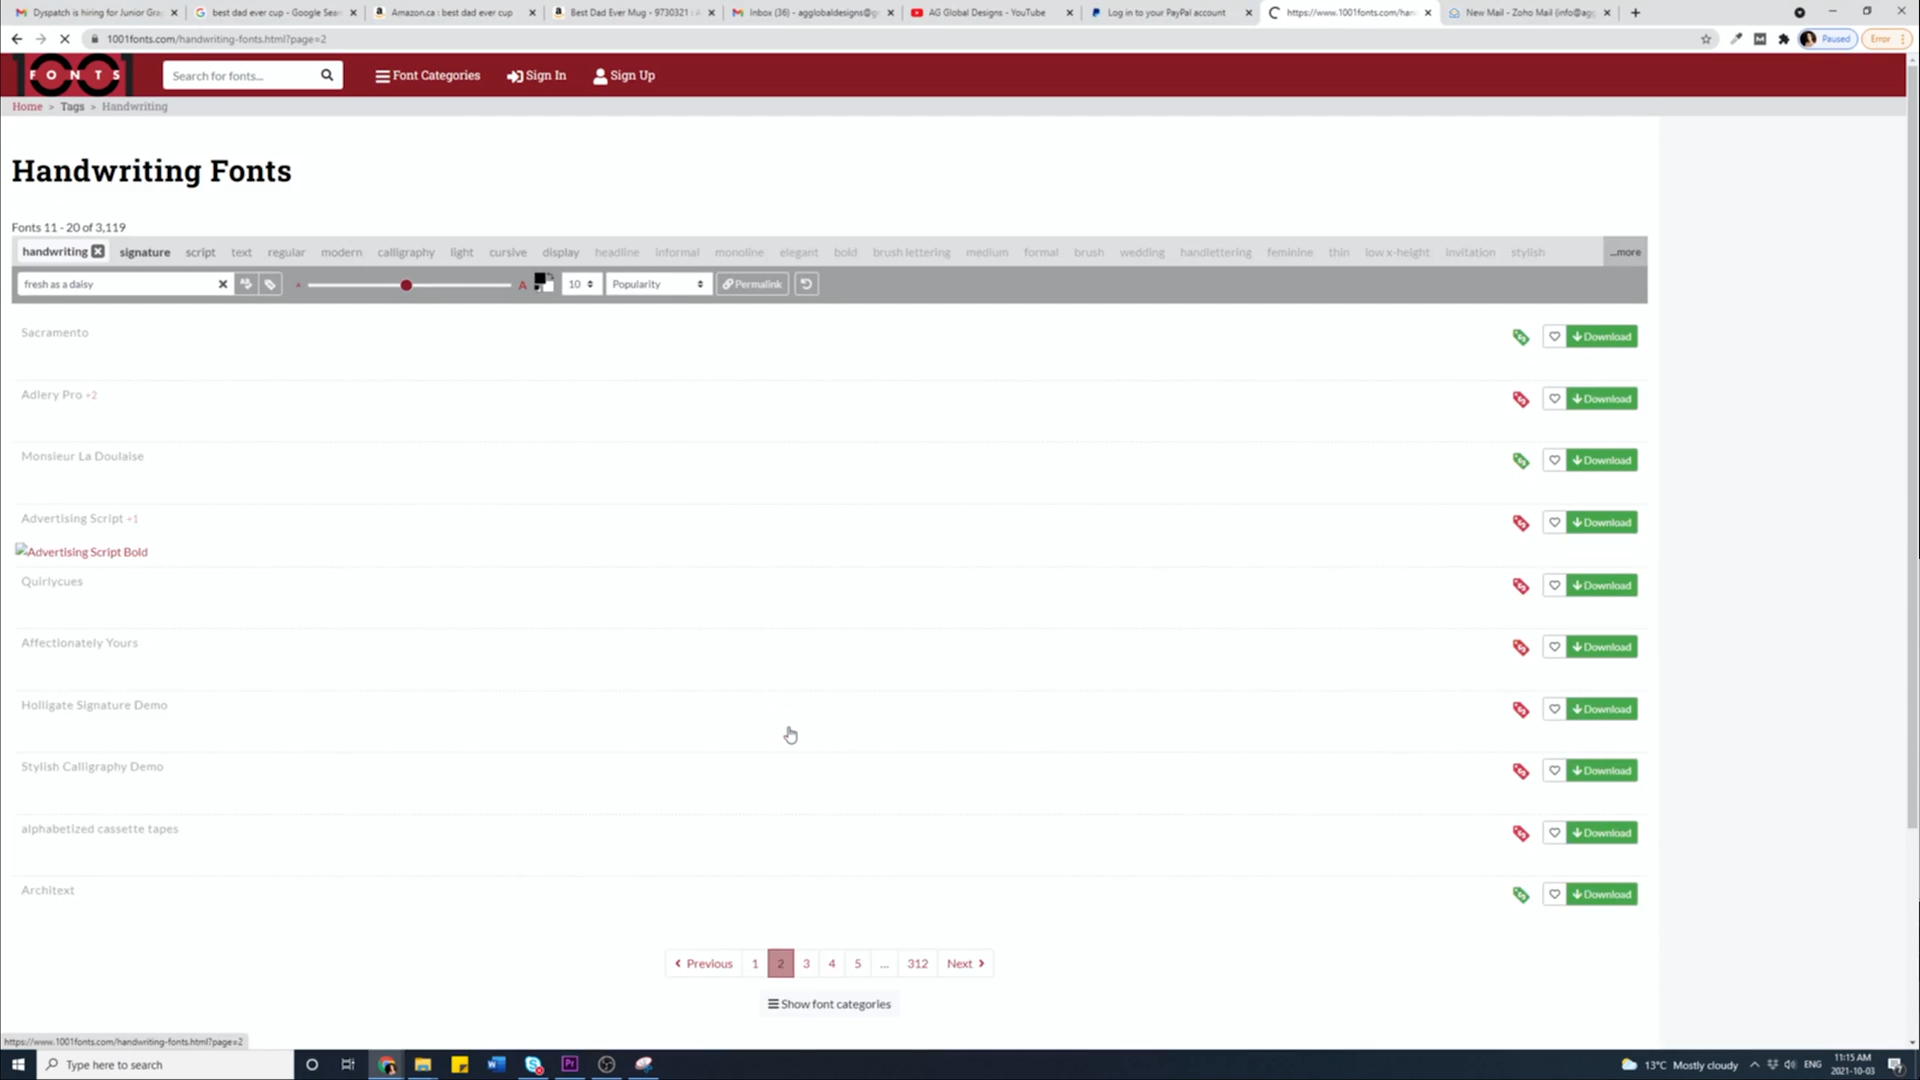 Dyspatch is hiring for Junior Gra
best dad ever cup - Google Sear
Amazon.ca : best dad ever cup
Best Dad Ever Mug - 9730321 : A
Inbox (36) - agglobaldesigns@g
AG Global Designs - YouTube
Log in to your PayPal account
https://www.1001fonts.com/han
New Mail - Zoho Mail (info@ag
1001fonts.com/handwriting-fonts.html?page=2
Paused
Error
1001
FONTS
Search for fonts...
Font Categories
Sign In
Sign Up
Home > Tags > Handwriting
Handwriting Fonts
Fonts 11 - 20 of 3,119
handwriting signature script text regular modern calligraphy light cursive display headline informal monoline elegant bold brush lettering medium formal brush wedding handlettering feminine thin low x-height invitation stylish ...more
fresh as a daisy
A
A
10
Popularity
Permalink
Sacramento
Download
Adlery Pro +2
Download
Monsieur La Doulaise
Download
Advertising Script +1
Download
Advertising Script Bold
Quirlycues
Download
Affectionately Yours
Download
Holligate Signature Demo
Download
Stylish Calligraphy Demo
Download
alphabetized cassette tapes
Download
Architext
Download
Previous 1 2 3 4 5 ... 312 Next
Show font categories
https://www.1001fonts.com/handwriting-fonts.html?page=2
Type here to search
13°C Mostly cloudy
ENG
11:15 AM
2021-10-03